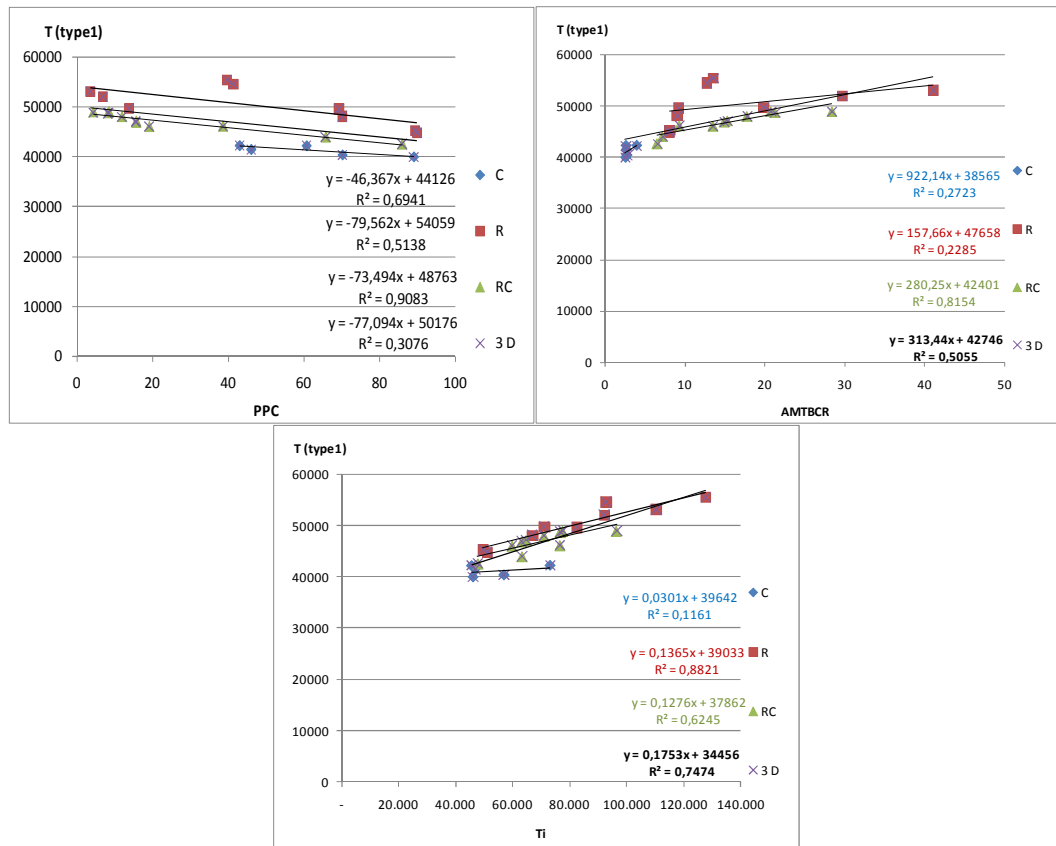 T (type1)
60000
50000
40000
30000
20000
10000
0
0 20 40 60 80 100
PPC
y = -46,367x + 44126
R² = 0,6941
y = -79,562x + 54059
R² = 0,5138
y = -73,494x + 48763
R² = 0,9083
y = -77,094x + 50176
R² = 0,3076
C
R
RC
3 D
T (type1)
60000
50000
40000
30000
20000
10000
0
0 10 20 30 40 50
AMTBCR
y = 922,14x + 38565
R² = 0,2723
y = 157,66x + 47658
R² = 0,2285
y = 280,25x + 42401
R² = 0,8154
y = 313,44x + 42746
R² = 0,5055
C
R
RC
3 D
T (type1)
60000
50000
40000
30000
20000
10000
0
- 20.000 40.000 60.000 80.000 100.000 120.000 140.000
Ti
y = 0,0301x + 39642
R² = 0,1161
y = 0,1365x + 39033
R² = 0,8821
y = 0,1276x + 37862
R² = 0,6245
y = 0,1753x + 34456
R² = 0,7474
C
R
RC
3 D